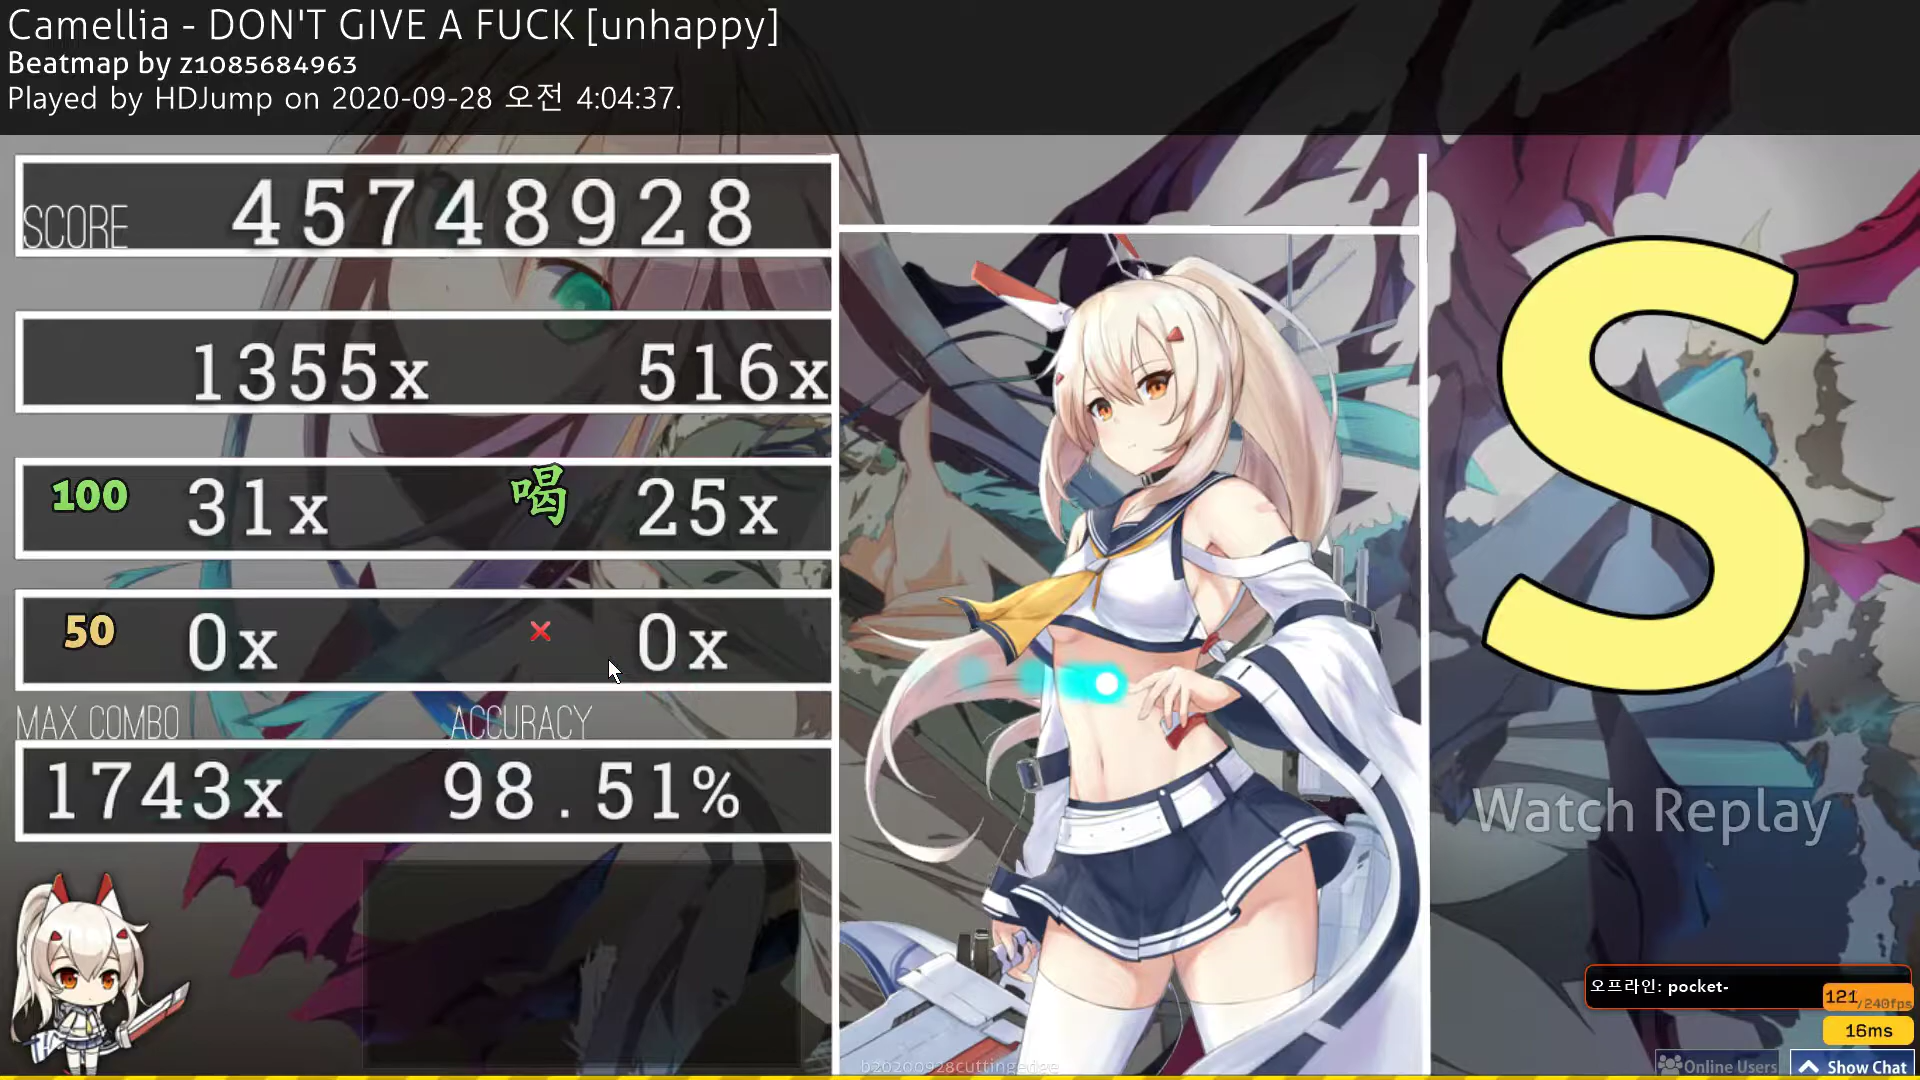 Camellia - DON'T GIVE A FUCK [unhappy]
Beatmap by z1085684963
Played by HDJump on 2020-09-28 오전 4:04:37.
SCORE 45748928
1355x 516x
100 31x 喝 25x
50 0x 0x
MAX COMBO ACCURACY
1743x 98.51%
Watch Replay
오프라인: pocket-
121/240fps
16ms
b20200928cuttingedge
Online Users Show Chat